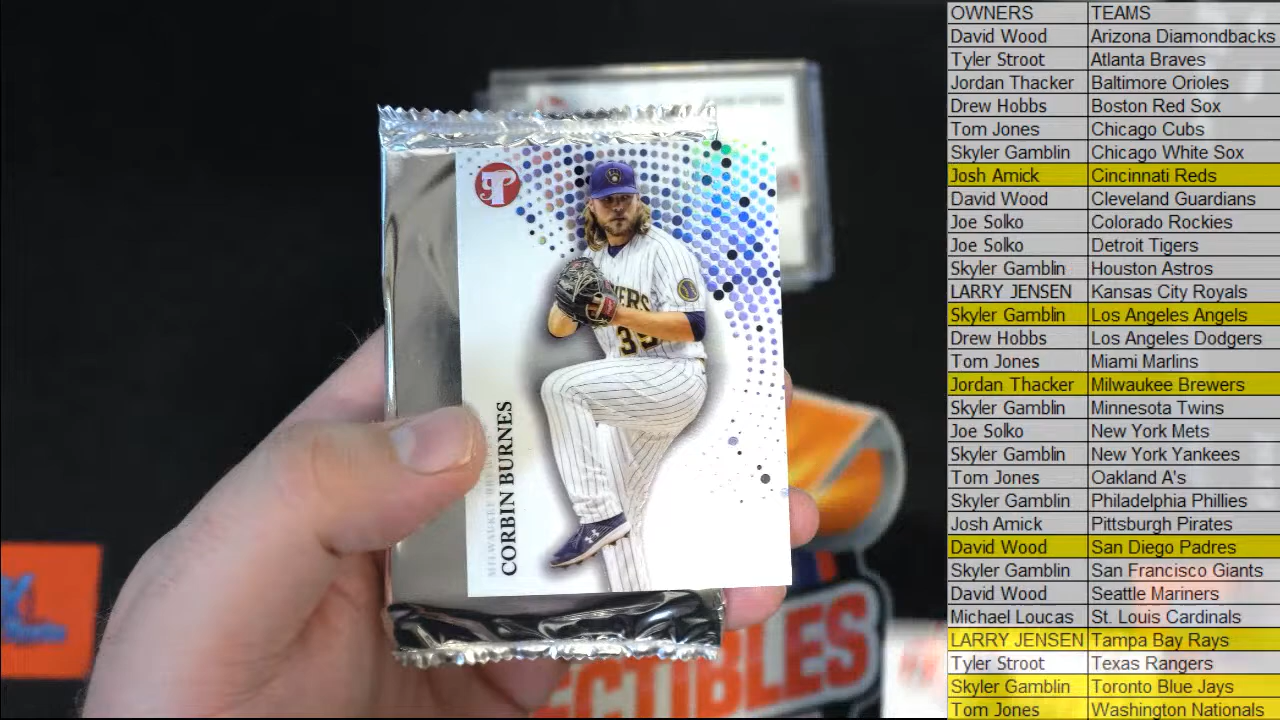 OWNERS TEAMS
David Wood Arizona Diamondbacks
Tyler Stroot Atlanta Braves
Jordan Thacker Baltimore Orioles
Drew Hobbs Boston Red Sox
Tom Jones Chicago Cubs
Skyler Gamblin Chicago White Sox
Josh Amick Cincinnati Reds
David Wood Cleveland Guardians
Joe Solko Colorado Rockies
Joe Solko Detroit Tigers
Skyler Gamblin Houston Astros
LARRY JENSEN Kansas City Royals
Skyler Gamblin Los Angeles Angels
Drew Hobbs Los Angeles Dodgers
Tom Jones Miami Marlins
Jordan Thacker Milwaukee Brewers
Skyler Gamblin Minnesota Twins
Joe Solko New York Mets
Skyler Gamblin New York Yankees
Tom Jones Oakland A's
Skyler Gamblin Philadelphia Phillies
Josh Amick Pittsburgh Pirates
David Wood San Diego Padres
Skyler Gamblin San Francisco Giants
David Wood Seattle Mariners
Michael Loucas St. Louis Cardinals
LARRY JENSEN Tampa Bay Rays
Tyler Stroot Texas Rangers
Skyler Gamblin Toronto Blue Jays
Tom Jones Washington Nationals
T
ERS
CORBIN BURNES
ECTIBLES